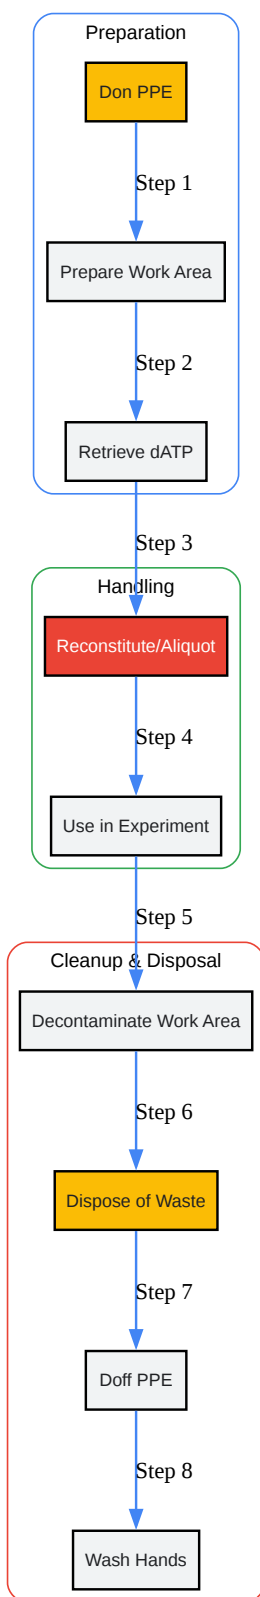 Preparation
Don PPE
Step 1
Prepare Work Area
Step 2
Retrieve dATP
Step 3
Handling
Reconstitute/Aliquot
Step 4
Use in Experiment
Step 5
Cleanup & Disposal
Decontaminate Work Area
Step 6
Dispose of Waste
Step 7
Doff PPE
Step 8
Wash Hands